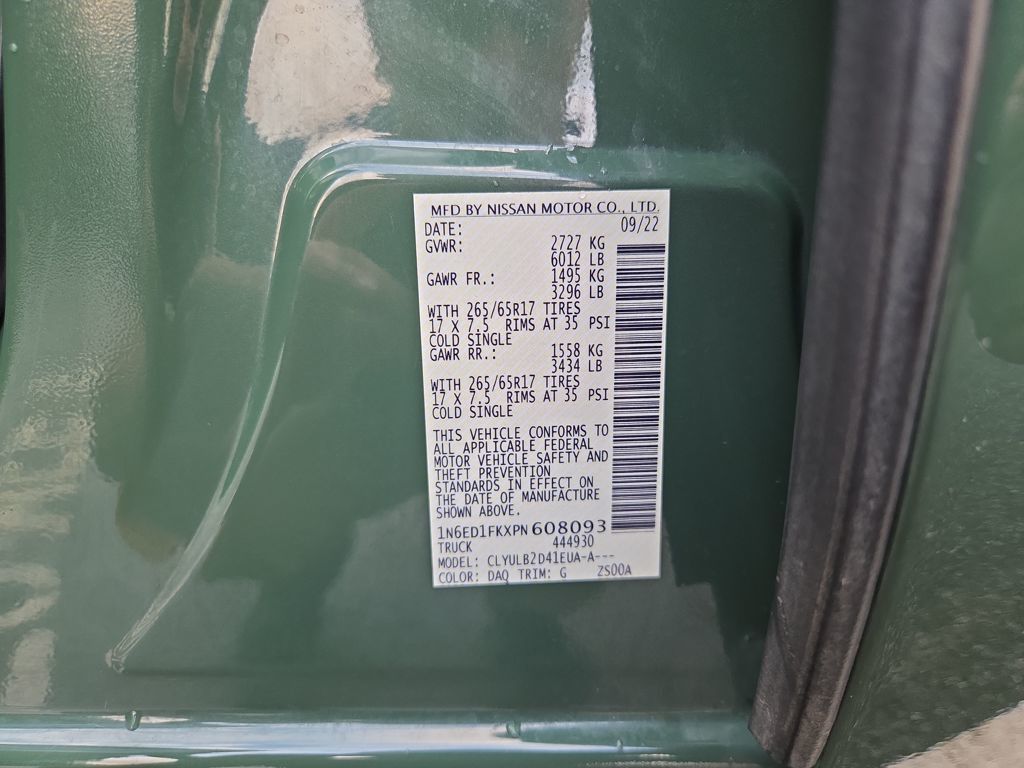 MFD BY NISSAN MOTOR CO., LTD.
DATE: 09/22
GVWR: 2727 KG
6012 LB
GAWR FR.: 1495 KG
3296 LB
WITH 265/65R17 TIRES
17 X 7.5 RIMS AT 35 PSI
COLD SINGLE
GAWR RR.: 1558 KG
3434 LB
WITH 265/65R17 TIRES
17 X 7.5 RIMS AT 35 PSI
COLD SINGLE
THIS VEHICLE CONFORMS TO
ALL APPLICABLE FEDERAL
MOTOR VEHICLE SAFETY AND
THEFT PREVENTION
STANDARDS IN EFFECT ON
THE DATE OF MANUFACTURE
SHOWN ABOVE.
1N6ED1FKXPN608093
TRUCK 444930
MODEL: CLYULB2D41EUA-A---
COLOR: DAQ TRIM: G ZS00A